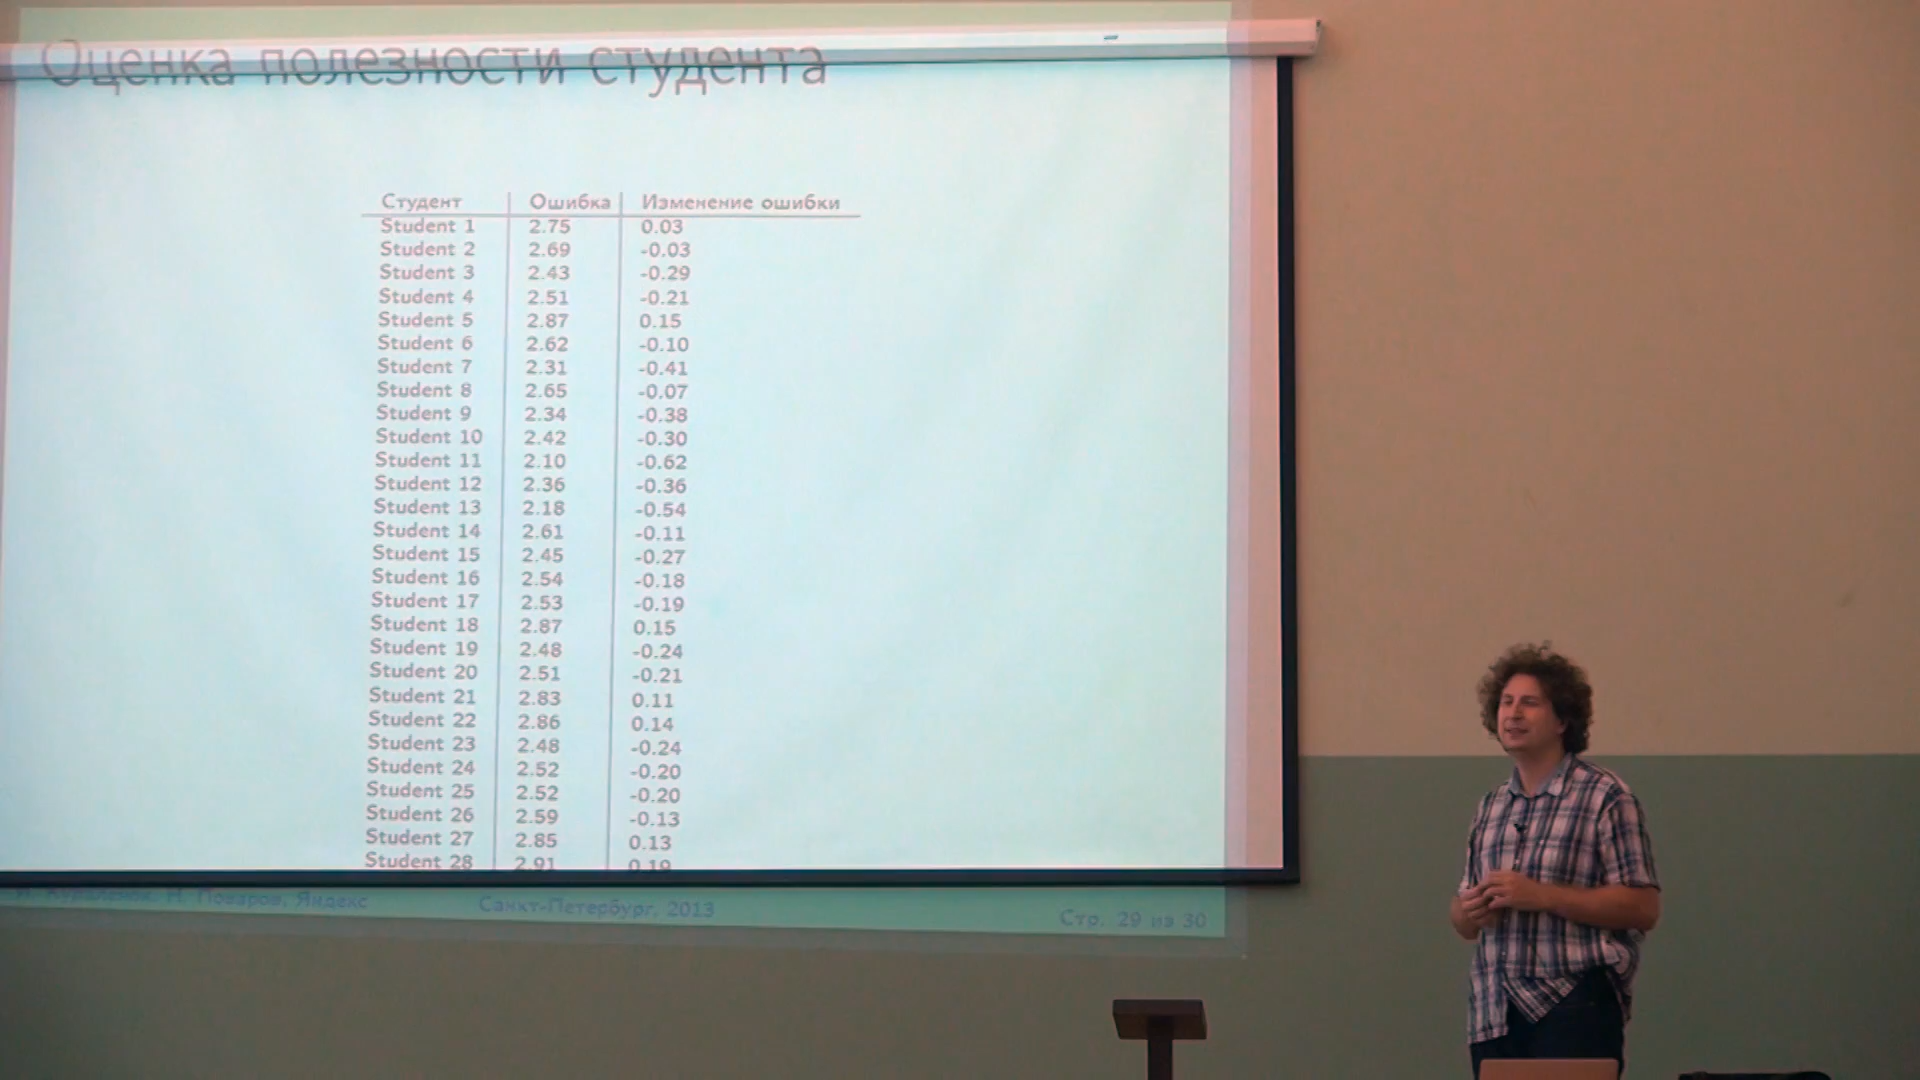 Оценка полезности студента
Студент Ошибка Изменение ошибки
Student 1 2.75 0.03
Student 2 2.69 -0.03
Student 3 2.43 -0.29
Student 4 2.51 -0.21
Student 5 2.87 0.15
Student 6 2.62 -0.10
Student 7 2.31 -0.41
Student 8 2.65 -0.07
Student 9 2.34 -0.38
Student 10 2.42 -0.30
Student 11 2.10 -0.62
Student 12 2.36 -0.36
Student 13 2.18 -0.54
Student 14 2.61 -0.11
Student 15 2.45 -0.27
Student 16 2.54 -0.18
Student 17 2.53 -0.19
Student 18 2.87 0.15
Student 19 2.48 -0.24
Student 20 2.51 -0.21
Student 21 2.83 0.11
Student 22 2.86 0.14
Student 23 2.48 -0.24
Student 24 2.52 -0.20
Student 25 2.52 -0.20
Student 26 2.59 -0.13
Student 27 2.85 0.13
Student 28 2.91 0.19
И. Кураленок, Н. Поваров, Яндекс Санкт-Петербург, 2013 Стр. 29 из 30